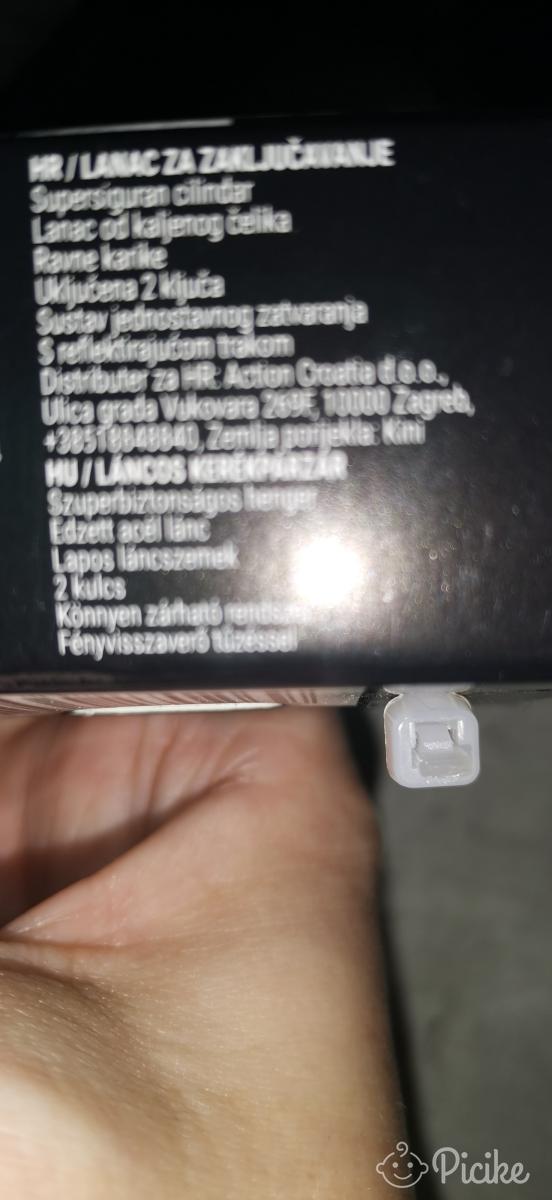 HR / LANAC ZA ZAKLJUČAVANJE
Supersiguran cilindar
Lanac od kaljenog čelika
Ravne karike
Uključena 2 ključa
Sustav jednostavnog zatvaranja
S reflektirajućom trakom
Distributer za HR: Action Croatia d.o.o.,
Ulica grada Vukovara 269F, 10000 Zagreb,
Zemlja porijekla: Kini
HU / LÁNCOS KERÉKPÁRZÁR
Szuperbiztonságos henger
Edzett acél lánc
Lapos láncszemek
2 kulcs
Könnyen zárható
Fényvisszaverő tűzéssel
Picike